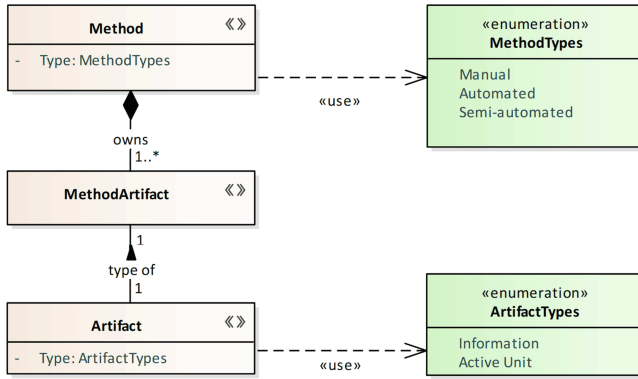 Method
- Type: MethodTypes
«enumeration»
MethodTypes
Manual
Automated
Semi-automated
«use»
owns
1..*
MethodArtifact
1
type of
1
Artifact
- Type: ArtifactTypes
«enumeration»
ArtifactTypes
Information
Active Unit
«use»